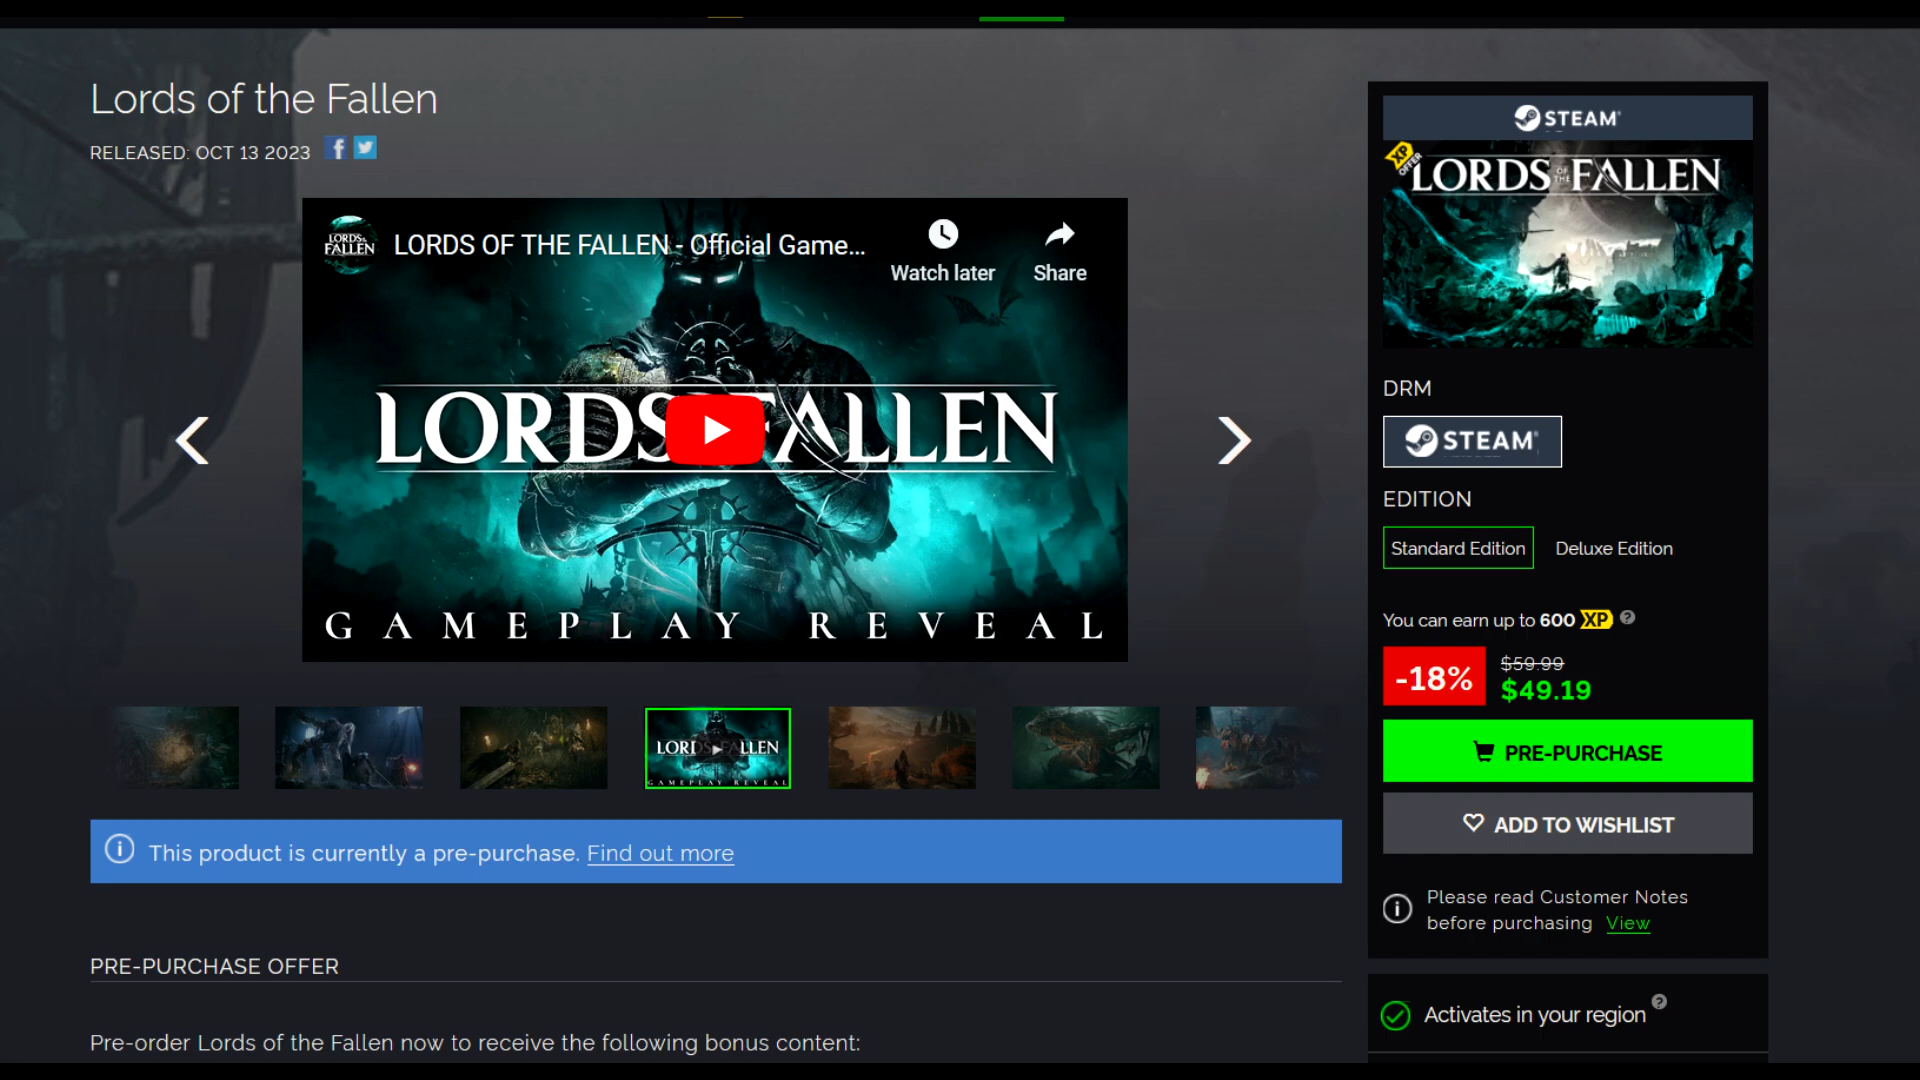 Lords of the Fallen
RELEASED: OCT 13 2023
LORDS OF THE FALLEN - Official Game...
Watch later
Share
LORDS FALLEN
GAMEPLAY REVEAL
This product is currently a pre-purchase. Find out more
PRE-PURCHASE OFFER
Pre-order Lords of the Fallen now to receive the following bonus content:
STEAM
XP OFFER
LORDS OF THE FALLEN
DRM
STEAM
EDITION
Standard Edition
Deluxe Edition
You can earn up to 600 XP ?
-18%
$59.99
$49.19
PRE-PURCHASE
ADD TO WISHLIST
Please read Customer Notes
before purchasing View
Activates in your region ?